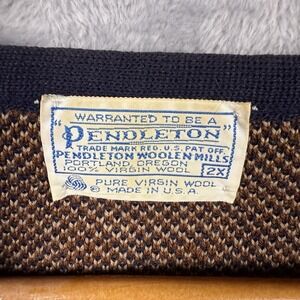 WARRANTED TO BE A
"PENDLETON"
TRADE MARK REG. U.S. PAT. OFF.
PENDLETON WOOLEN MILLS
PORTLAND, OREGON
100% VIRGIN WOOL 2X
PURE VIRGIN WOOL
© MADE IN U.S.A.